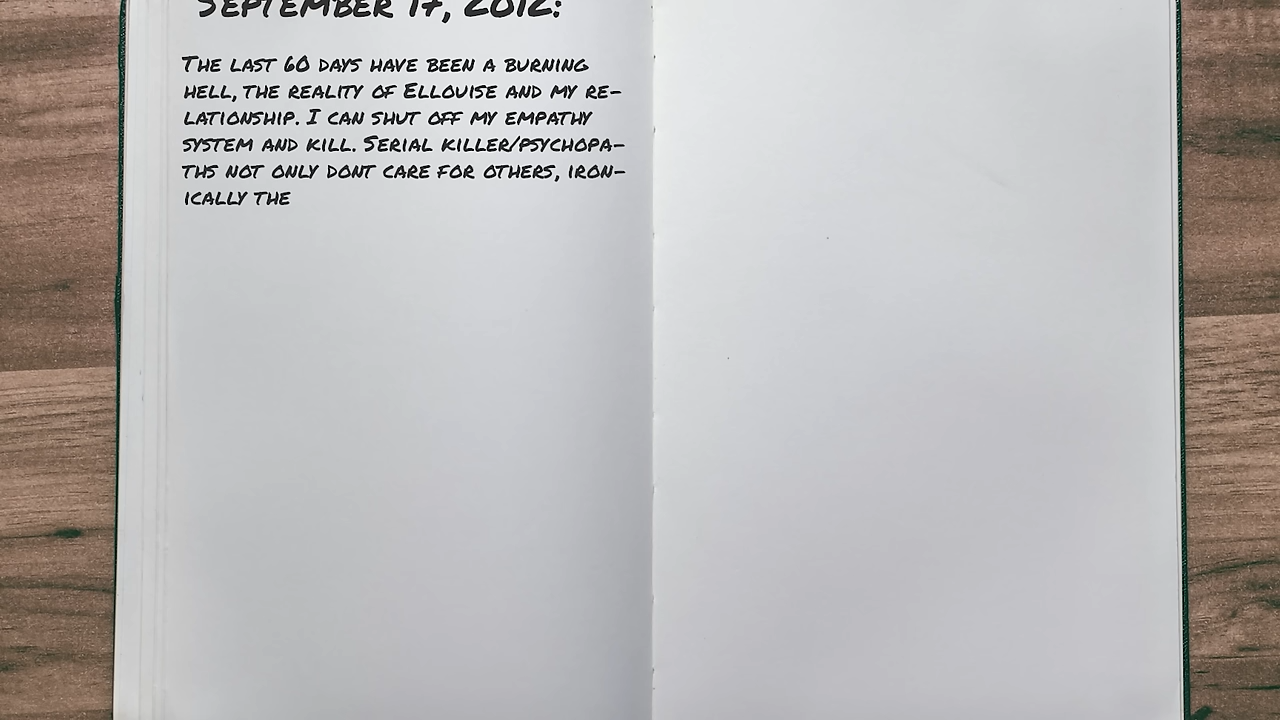 September 17, 2012:
The last 60 days have been a burning
hell, the reality of Ellouise and my re-
lationship. I can shut off my empathy
system and kill. Serial killer/psychopa-
ths not only dont care for others, iron-
ically the